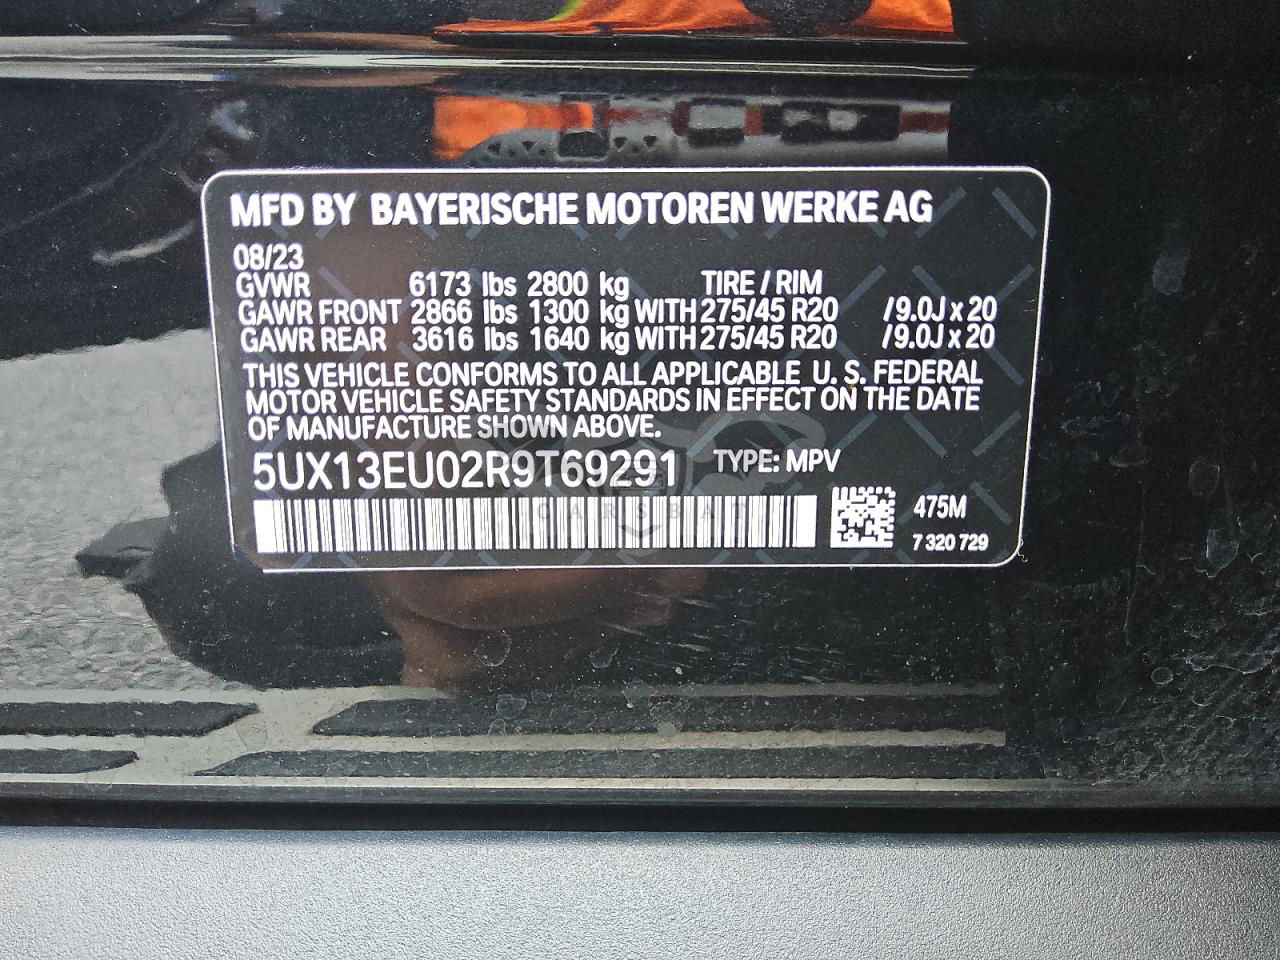 MFD BY BAYERISCHE MOTOREN WERKE AG
08/23
GVWR 6173 lbs 2800 kg TIRE / RIM
GAWR FRONT 2866 lbs 1300 kg WITH 275/45 R20 /9.0J x 20
GAWR REAR 3616 lbs 1640 kg WITH 275/45 R20 /9.0J x 20
THIS VEHICLE CONFORMS TO ALL APPLICABLE U. S. FEDERAL
MOTOR VEHICLE SAFETY STANDARDS IN EFFECT ON THE DATE
OF MANUFACTURE SHOWN ABOVE.
5UX13EU02R9T69291 TYPE: MPV
CARSBAT
475M
7 320 729